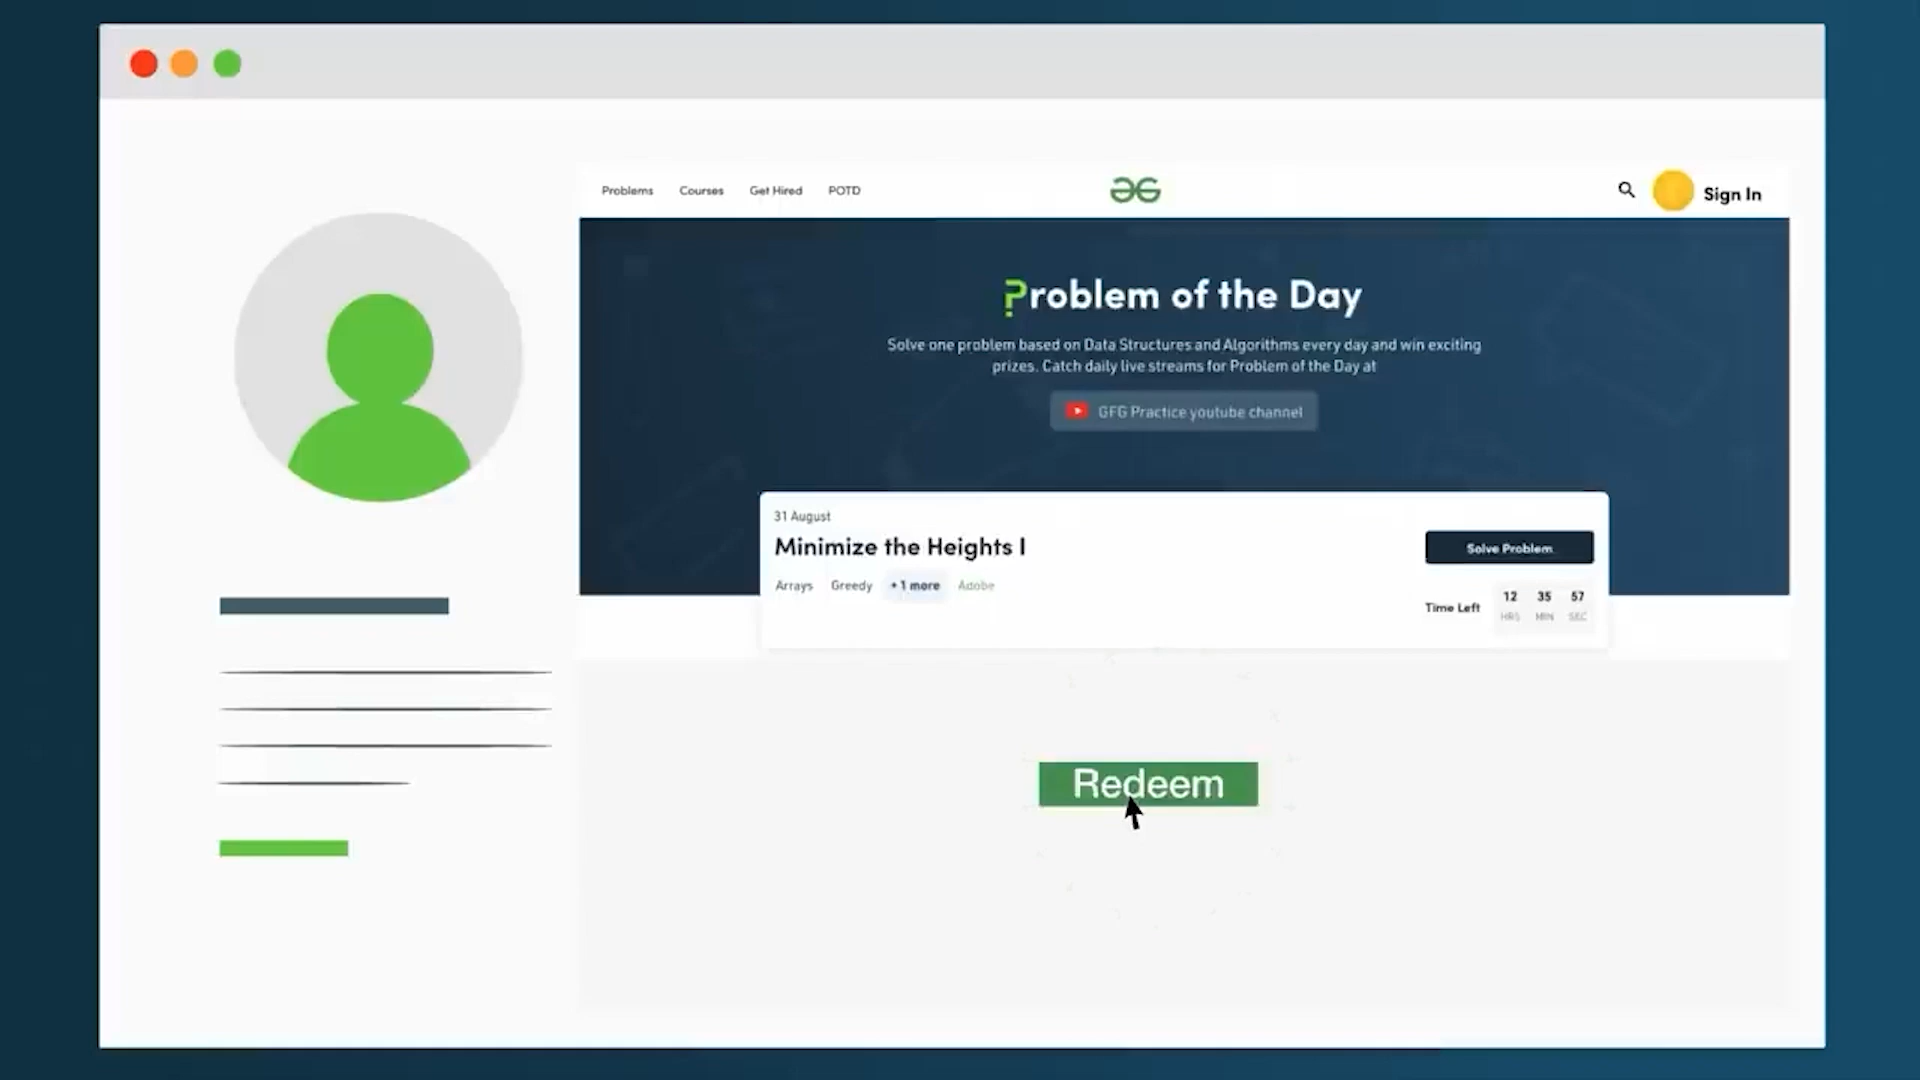 Problems Courses Get Hired POTD
Sign In
Problem of the Day
Solve one problem based on Data Structures and Algorithms every day and win exciting
prizes. Catch daily live streams for Problem of the Day at
GFG Practice youtube channel
31 August
Minimize the Heights I
Solve Problem
Arrays Greedy + 1 more Adobe
Time Left 12 35 57
HRS MIN SEC
Redeem